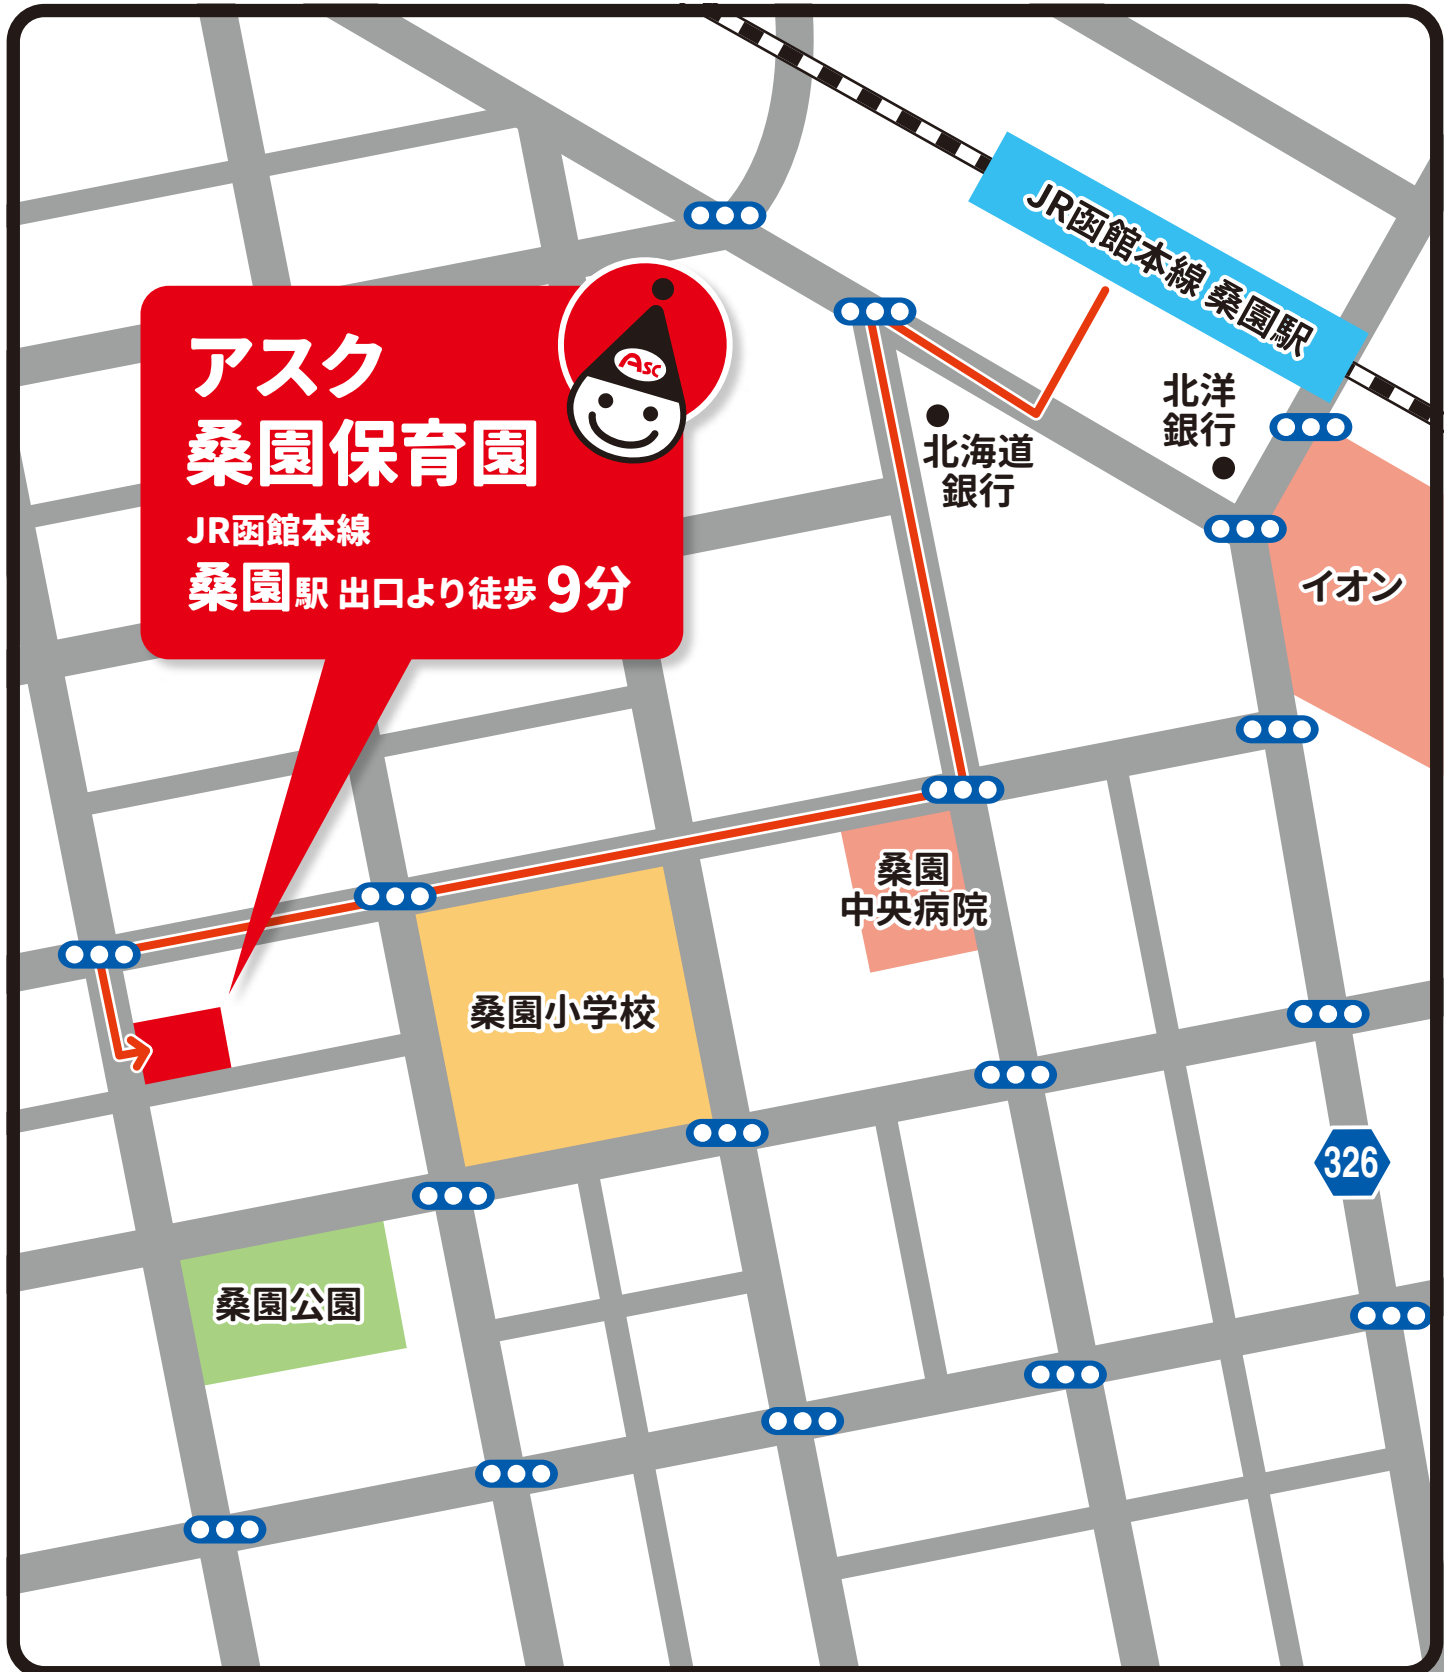 JR函館本線 桑園駅
アスク
桑園保育園
JR函館本線
桑園駅 出口より徒歩 9分
Asc
北洋
銀行
北海道
銀行
イオン
桑園
中央病院
桑園小学校
326
桑園公園